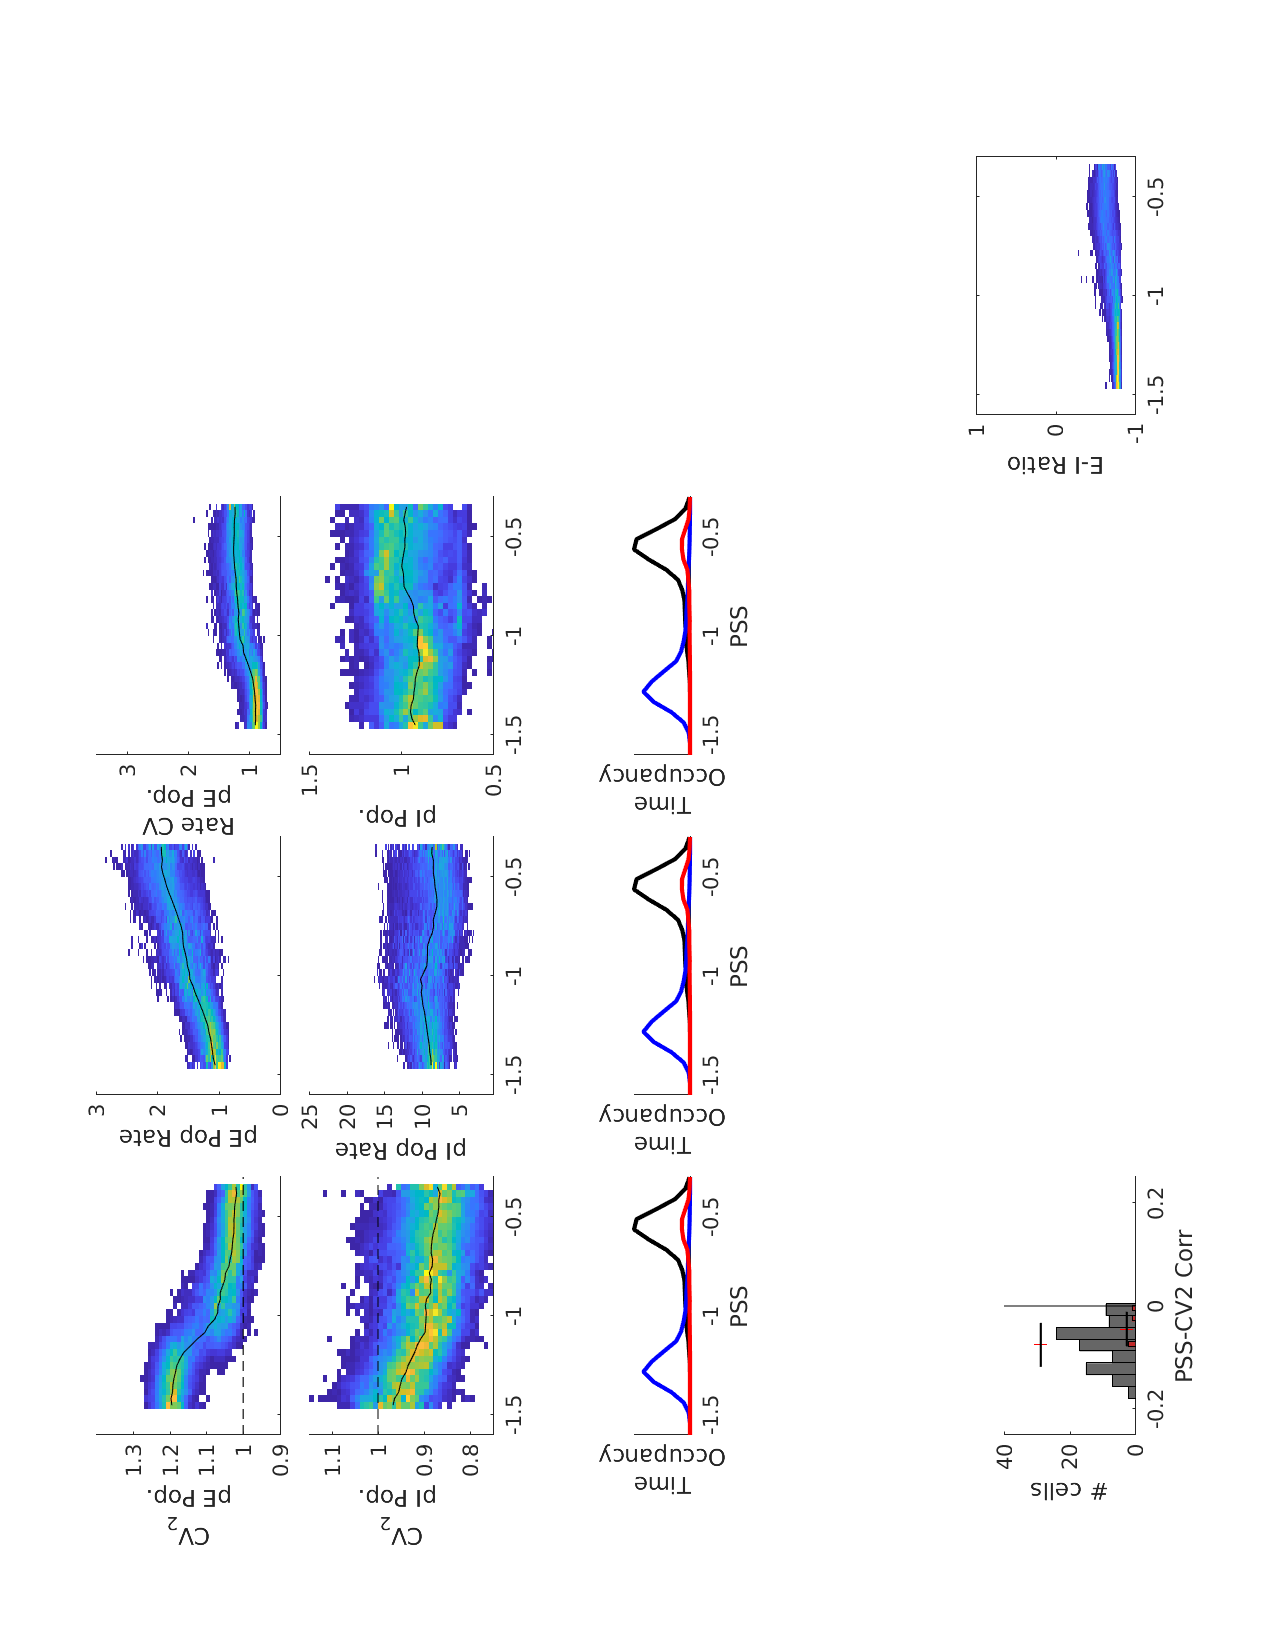 CV2
pE Pop.
1.3
1.2
1.1
1
0.9
CV2
pI Pop.
1.1
1
0.9
0.8
-1.5
-1
-0.5
Time
Occupancy
-1.5
-1
-0.5
PSS
pE Pop Rate
3
2
1
0
pI Pop Rate
25
20
15
10
5
-1.5
-1
-0.5
Time
Occupancy
-1.5
-1
-0.5
PSS
Rate CV
pE Pop.
3
2
1
pI Pop.
1.5
1
0.5
-1.5
-1
-0.5
Time
Occupancy
-1.5
-1
-0.5
PSS
# cells
40
20
0
-0.2
0
0.2
PSS-CV2 Corr
E-I Ratio
1
0
-1
-1.5
-1
-0.5